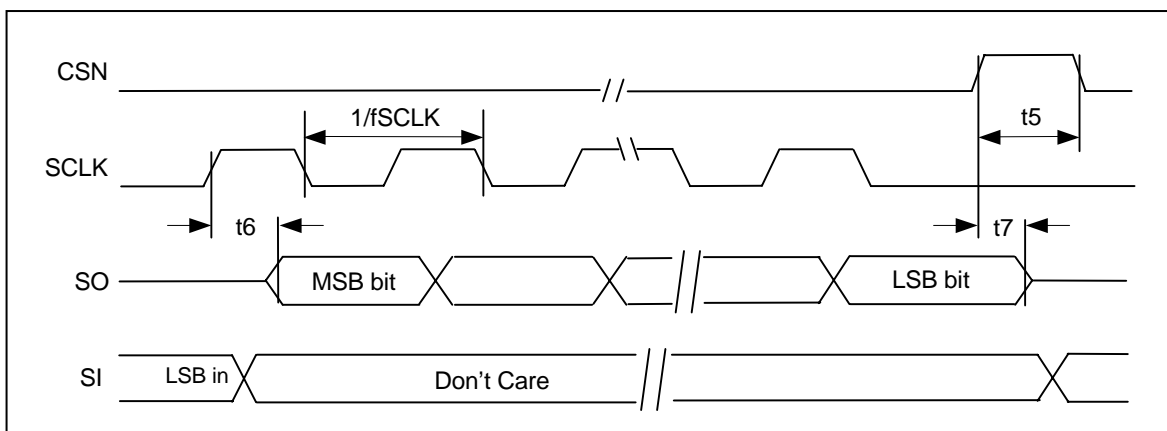 CSN
t5
1/fSCLK
SCLK
t6
t7
SO
MSB bit
LSB bit
SI
LSB in
Don't Care